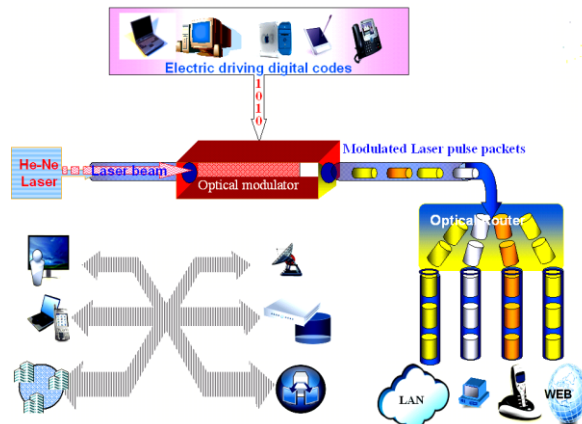 Electric driving digital codes
1
0
1
0
He-Ne
Laser
Laser beam
Optical modulator
Modulated Laser pulse packets
Optical Router
LAN
WEB